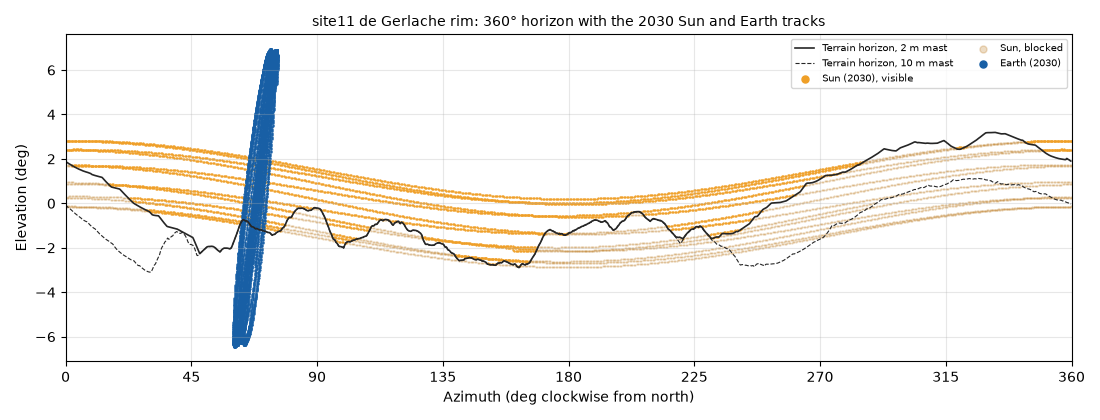 site11 de Gerlache rim: 360° horizon with the 2030 Sun and Earth tracks
Terrain horizon, 2 m mast
Terrain horizon, 10 m mast
Sun (2030), visible
Sun, blocked
Earth (2030)
Elevation (deg)
6
4
2
0
−2
−4
−6
0 45 90 135 180 225 270 315 360
Azimuth (deg clockwise from north)